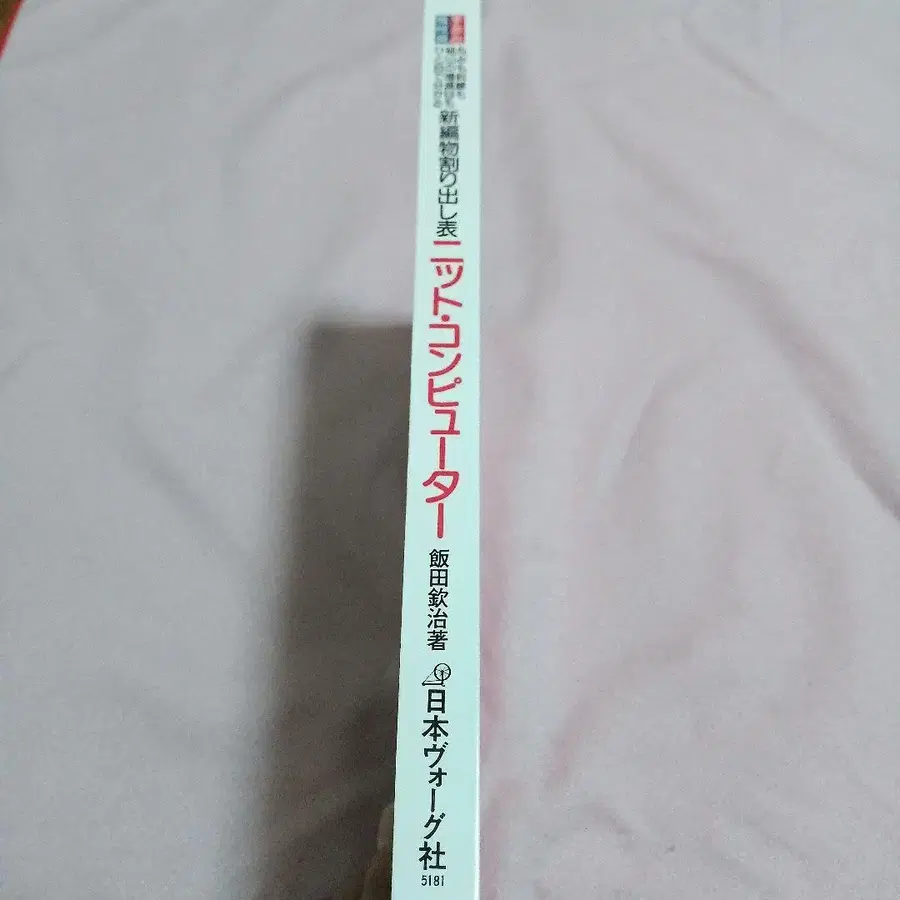 新編物割り出し表
ニット・コンピューター
飯田欽治著
日本ヴォーグ社
5181